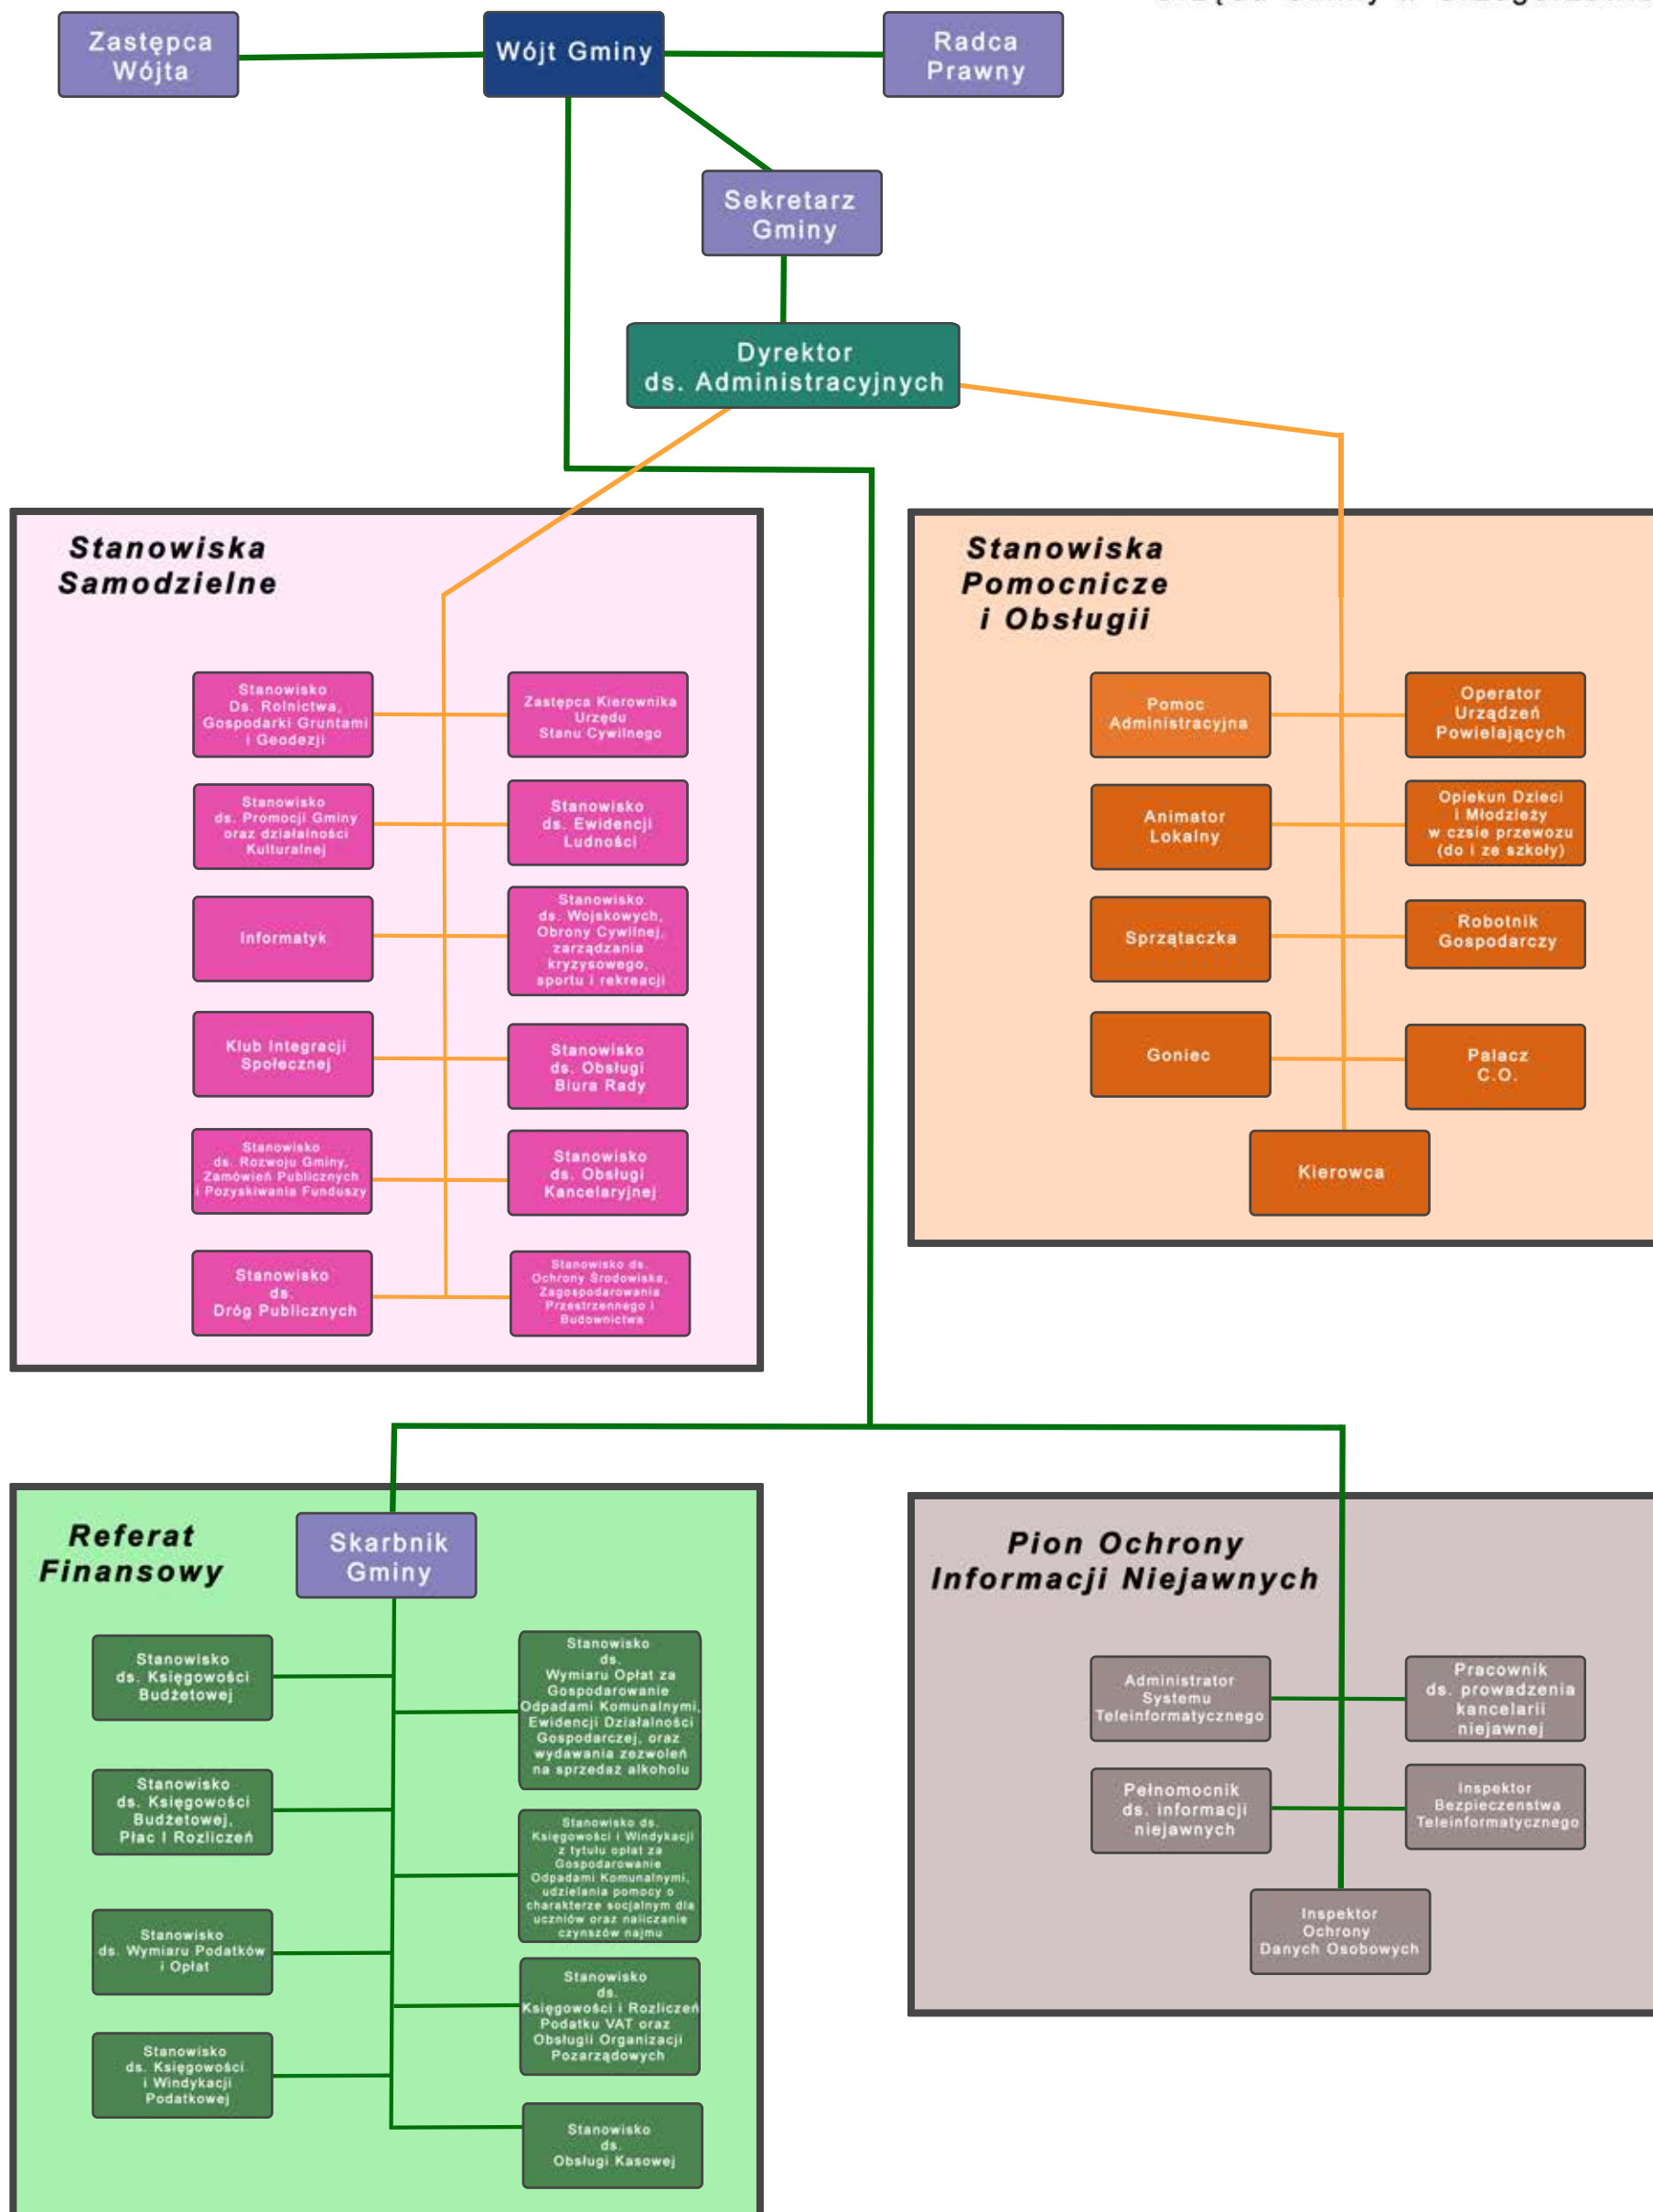 Zastępca
Wójta
Wójt Gminy
Radca
Prawny
Sekretarz
Gminy
Dyrektor
ds. Administracyjnych
Stanowiska
Samodzielne
Stanowisko
Ds. Rolnictwa,
Gospodarki Gruntami
i Geodezji
Zastępca Kierownika
Urzędu
Stanu Cywilnego
Stanowisko
ds. Promocji Gminy
oraz działalności
Kulturalnej
Stanowisko
ds. Ewidencji
Ludności
Informatyk
Stanowisko
ds. Wojskowych,
Obrony Cywilnej,
zarządzania
kryzysowego,
sportu i rekreacji
Klub Integracji
Społecznej
Stanowisko
ds. Obsługi
Biura Rady
Stanowisko
ds. Rozwoju Gminy,
Zamówień Publicznych
i Pozyskiwania Funduszy
Stanowisko
ds. Obsługi
Kancelaryjnej
Stanowisko
ds.
Dróg Publicznych
Stanowisko ds.
Ochrony Środowiska,
Zagospodarowania
Przestrzennego i
Budownictwa
Stanowiska
Pomocnicze
i Obsługii
Pomoc
Administracyjna
Operator
Urządzeń
Powielających
Animator
Lokalny
Opiekun Dzieci
i Młodzieży
w czsie przewozu
(do i ze szkoły)
Sprzątaczka
Robotnik
Gospodarczy
Goniec
Palacz
C.O.
Kierowca
Referat
Finansowy
Skarbnik
Gminy
Stanowisko
ds. Księgowości
Budżetowej
Stanowisko
ds.
Wymiaru Opłat za
Gospodarowanie
Odpadami Komunalnymi,
Ewidencji Działalności
Gospodarczej, oraz
wydawania zezwoleń
na sprzedaż alkoholu
Stanowisko
ds. Księgowości
Budżetowej,
Płac I Rozliczeń
Stanowisko ds.
Księgowości i Windykacji
z tytułu opłat za
Gospodarowanie
Odpadami Komunalnymi,
udzielania pomocy o
charakterze socjalnym dla
uczniów oraz naliczanie
czynszów najmu
Stanowisko
ds. Wymiaru Podatków
i Opłat
Stanowisko
ds.
Księgowości i Rozliczeń
Podatku VAT oraz
Obsługii Organizacji
Pozarządowych
Stanowisko
ds. Księgowości
i Windykacji
Podatkowej
Stanowisko
ds.
Obsługi Kasowej
Pion Ochrony
Informacji Niejawnych
Administrator
Systemu
Teleinformatycznego
Pracownik
ds. prowadzenia
kancelarii
niejawnej
Pełnomocnik
ds. informacji
niejawnych
Inspektor
Bezpieczenstwa
Teleinformatycznego
Inspektor
Ochrony
Danych Osobowych